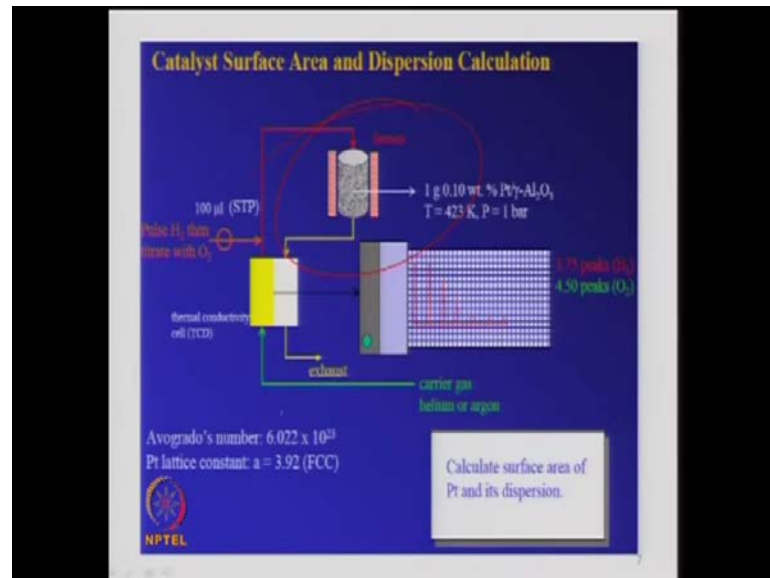 Catalyst Surface Area and Dispersion Calculation
furnace
1 g 0.10 wt. % Pt/γ-Al₂O₃
T = 423 K, P = 1 bar
100 μl (STP)
Pulse H₂ then
titrate with O₂
3.75 peaks (H₂)
4.50 peaks (O₂)
thermal conductivity
cell (TCD)
exhaust
carrier gas
helium or argon
Avogrado's number: 6.022 x 10²³
Pt lattice constant: a = 3.92 (FCC)
Calculate surface area of
Pt and its dispersion.
NPTEL
7